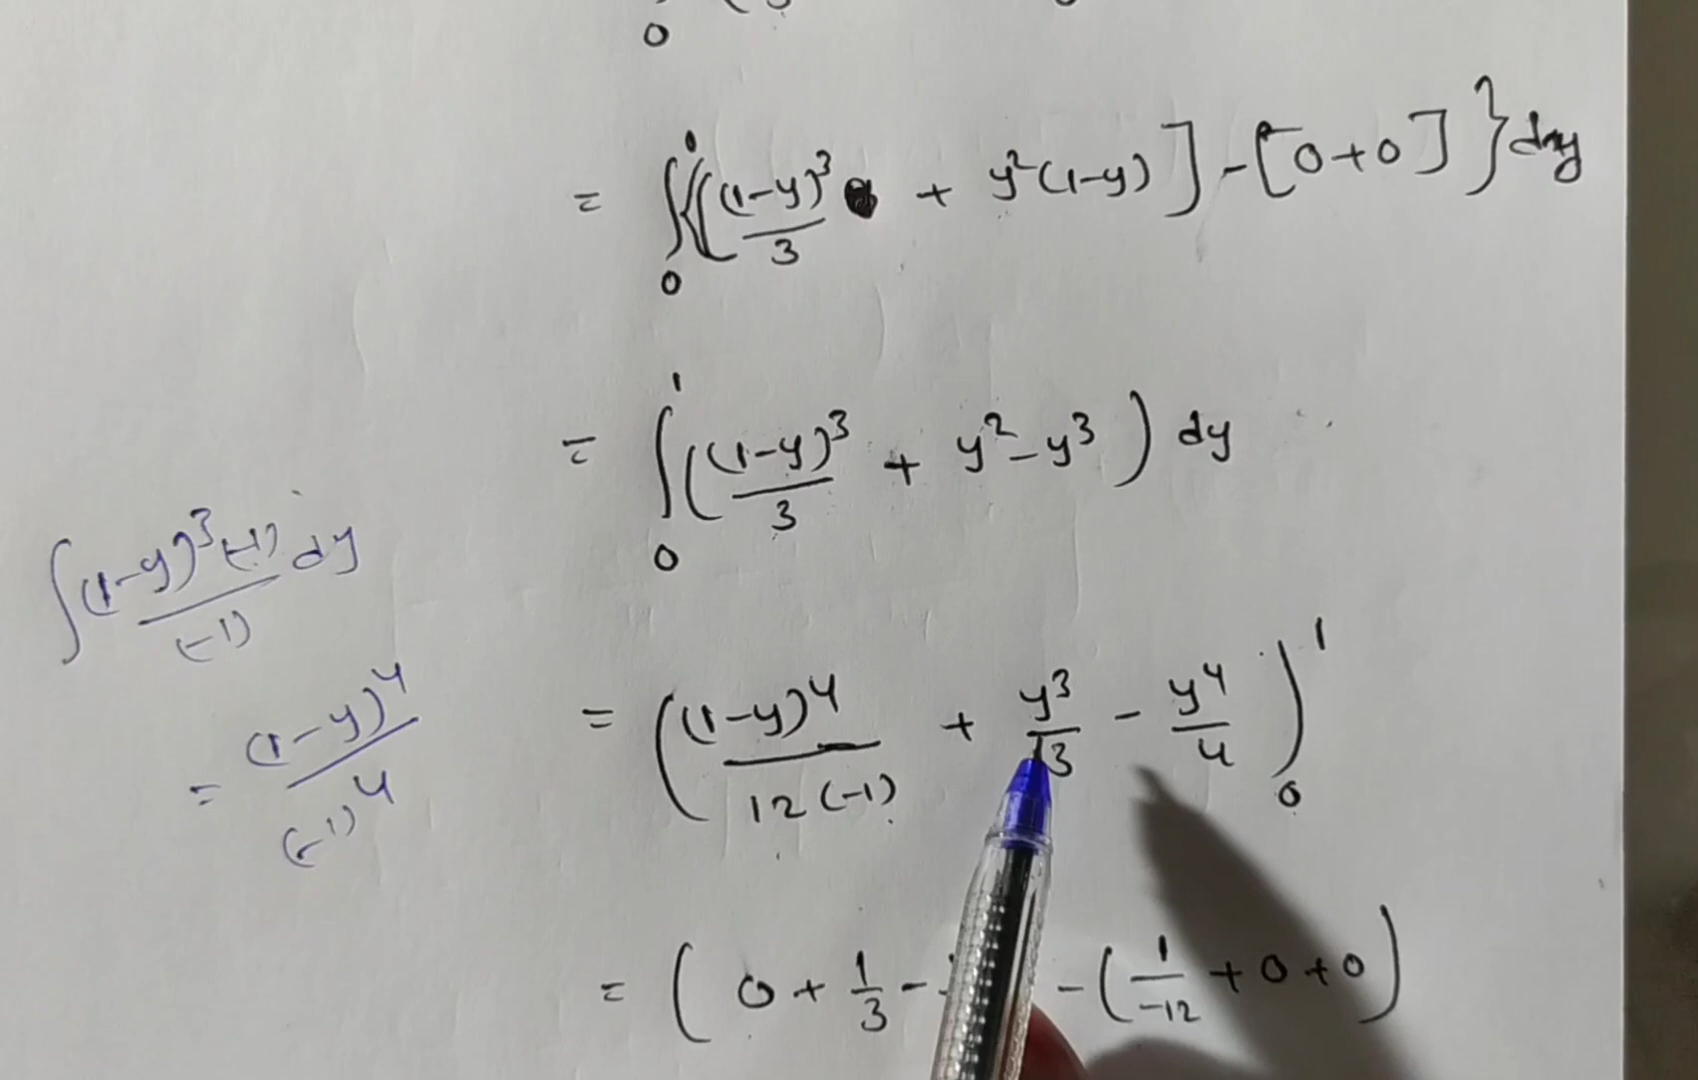 0
= ∫₀¹ {[(1-y)³/3 + y²(1-y)] - [0+0]} dy
= ∫₀¹ ((1-y)³/3 + y² - y³) dy
∫ (1-y)³(-1)/(-1) dy
= (1-y)⁴/(-1)4
= ((1-y)⁴/12(-1) + y³/3 - y⁴/4)₀¹
= (0 + 1/3 - - (1/-12 + 0 + 0)